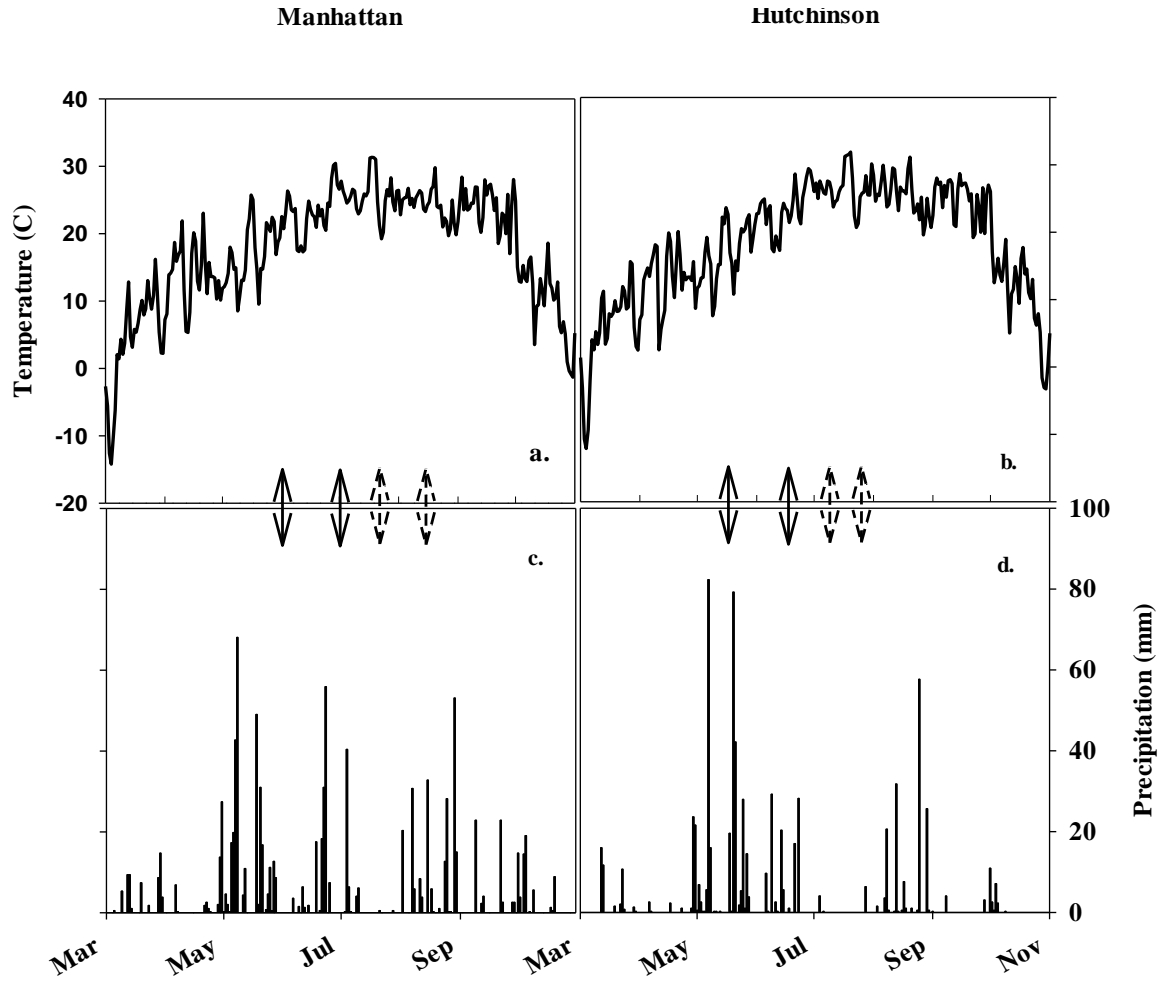 Manhattan
Hutchinson
40
30
20
10
0
-10
-20
Temperature (C)
a.
b.
c.
d.
100
80
60
40
20
0
Precipitation (mm)
Mar
May
Jul
Sep
Mar
May
Jul
Sep
Nov